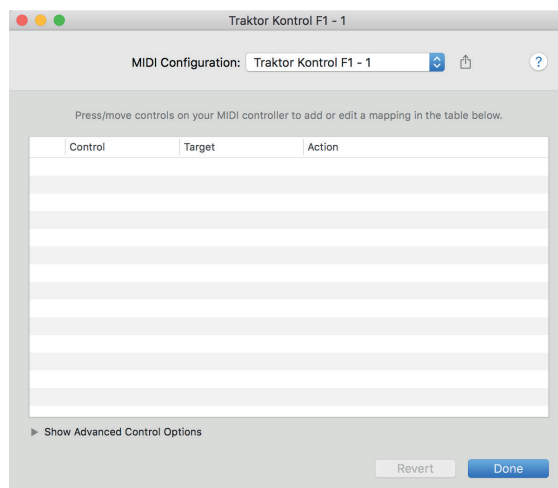 Traktor Kontrol F1 - 1
MIDI Configuration: Traktor Kontrol F1 - 1 ?
Press/move controls on your MIDI controller to add or edit a mapping in the table below.
Control Target Action
Show Advanced Control Options
Revert Done